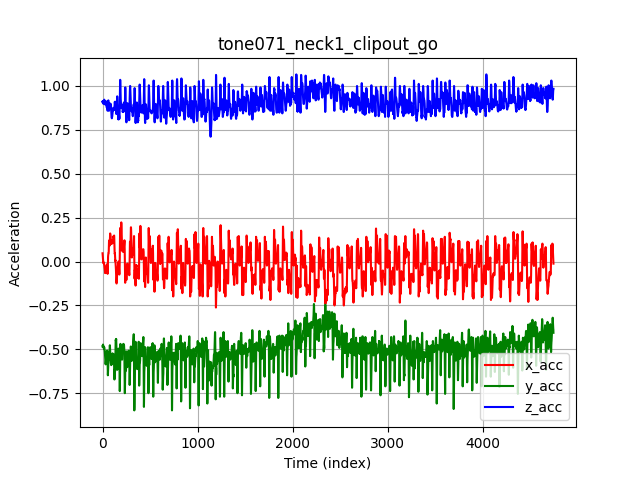 tone071_neck1_clipout_go
1.00
0.75
0.50
0.25
0.00
−0.25
−0.50
−0.75
Acceleration
x_acc
y_acc
z_acc
0 1000 2000 3000 4000
Time (index)